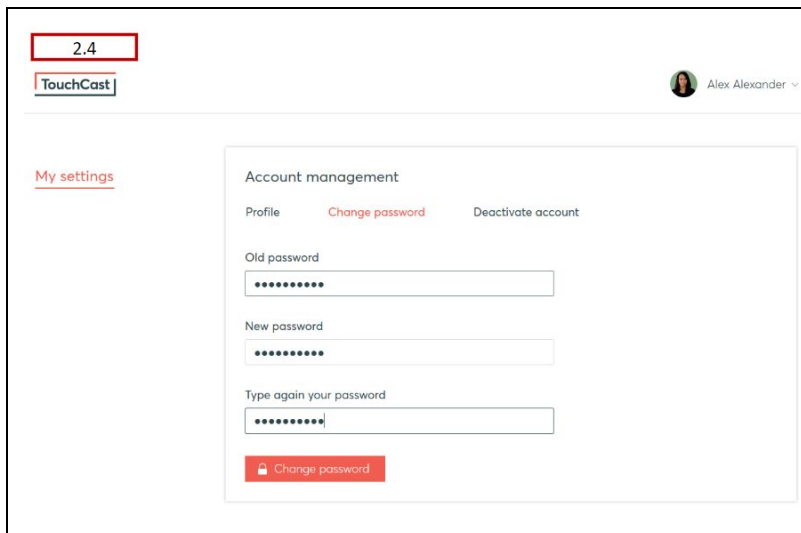 2.4
TouchCast
Alex Alexander
My settings
Account management
Profile Change password Deactivate account
Old password
••••••••••
New password
••••••••••
Type again your password
••••••••••
Change password